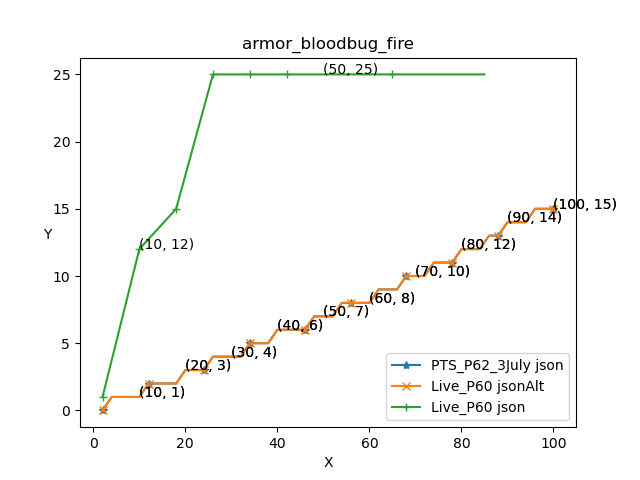 armor_bloodbug_fire
25
20
15
10
5
0
Y
(50, 25)
(10, 12)
(100, 15)
(90, 14)
(80, 12)
(70, 10)
(60, 8)
(50, 7)
(40, 6)
(30, 4)
(20, 3)
(10, 1)
PTS_P62_3July json
Live_P60 jsonAlt
Live_P60 json
0 20 40 60 80 100
X